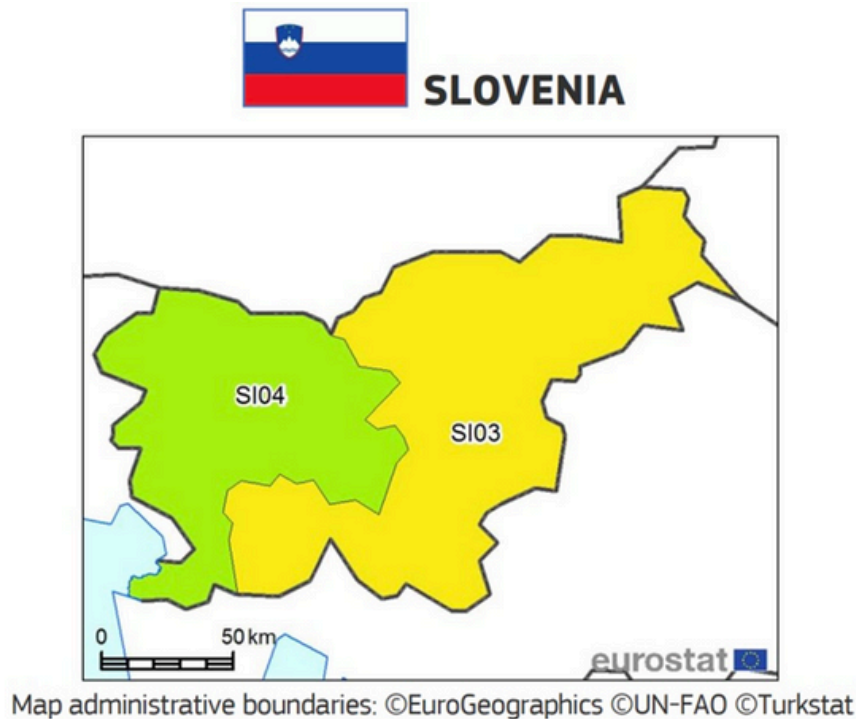 SLOVENIA
SI04
SI03
0 50 km
eurostat
Map administrative boundaries: ©EuroGeographics ©UN-FAO ©Turkstat